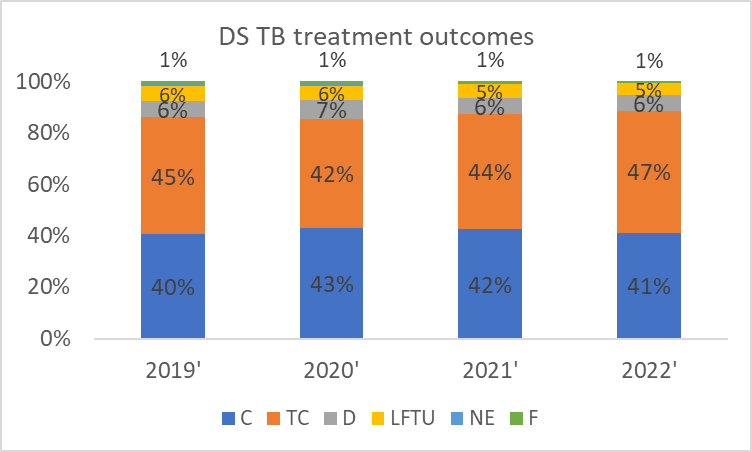 DS TB treatment outcomes
1% 1% 1% 1%
100%
6% 6% 5% 5%
6% 7% 6% 6%
80%
45% 42% 44% 47%
60%
40%
40% 43% 42% 41%
20%
0%
2019' 2020' 2021' 2022'
C TC D LFTU NE F